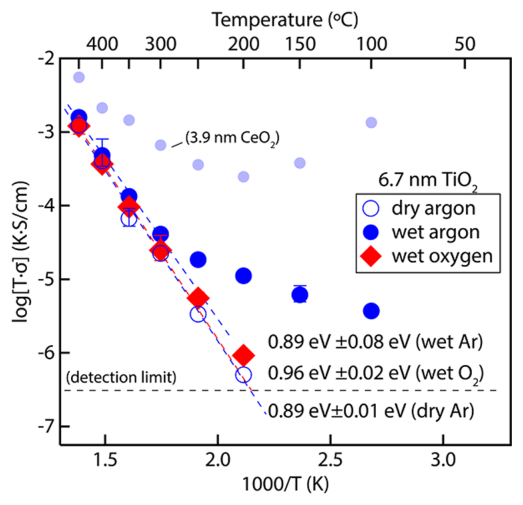 Temperature (ºC)
400 300 200 150 100 50
-2
-3
-4
-5
-6
-7
log[T·σ] (K·S/cm)
(3.9 nm CeO2)
6.7 nm TiO2
dry argon
wet argon
wet oxygen
0.89 eV ±0.08 eV (wet Ar)
0.96 eV ±0.02 eV (wet O2)
(detection limit)
0.89 eV±0.01 eV (dry Ar)
1.5 2.0 2.5 3.0
1000/T (K)